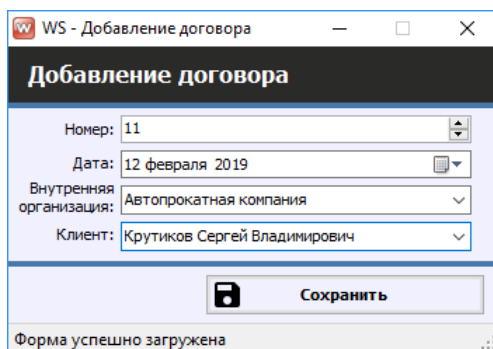 WS - Добавление договора
Добавление договора
Номер: 11
Дата: 12 февраля 2019
Внутренняя
организация: Автопрокатная компания
Клиент: Крутиков Сергей Владимирович
Сохранить
Форма успешно загружена